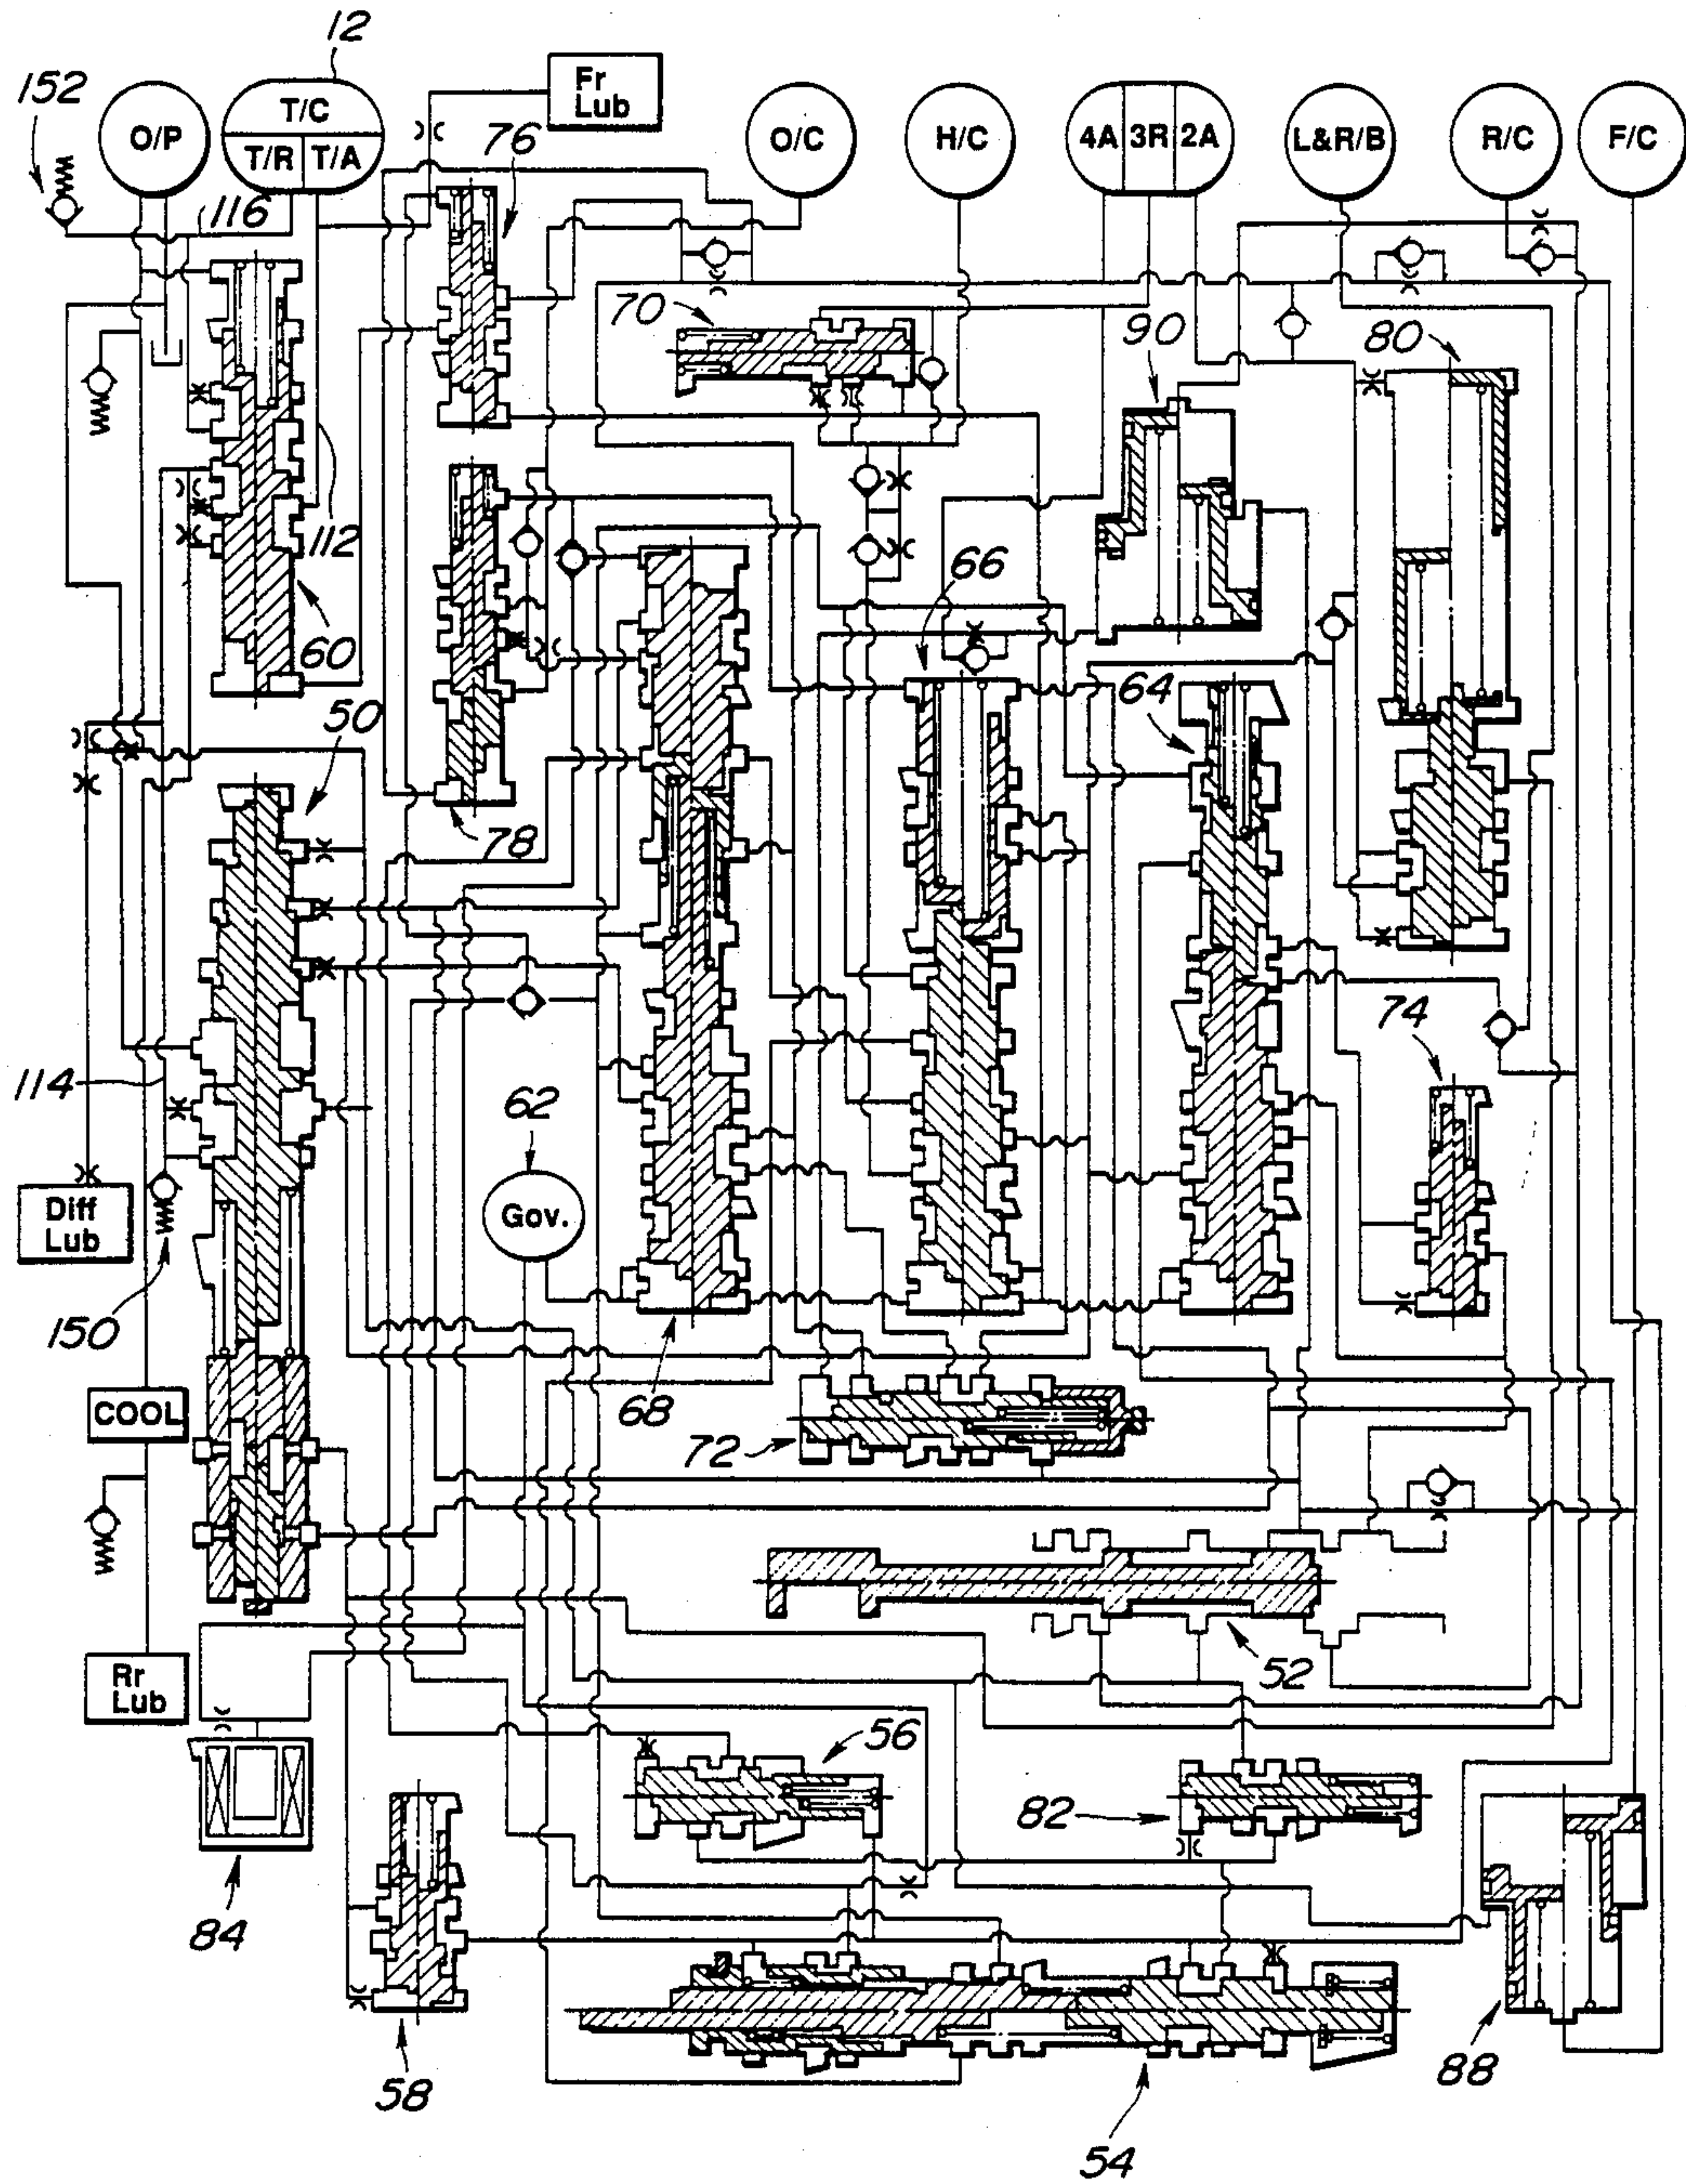 12
152
O/P
T/C
T/R T/A
Fr
Lub
76
O/C
H/C
4A 3R 2A
L&R/B
R/C
F/C
116
70
90
80
112
66
60
64
50
78
74
114
62
Diff
Lub
Gov.
150
68
COOL
72
52
Rr
Lub
56
82
84
58
88
54